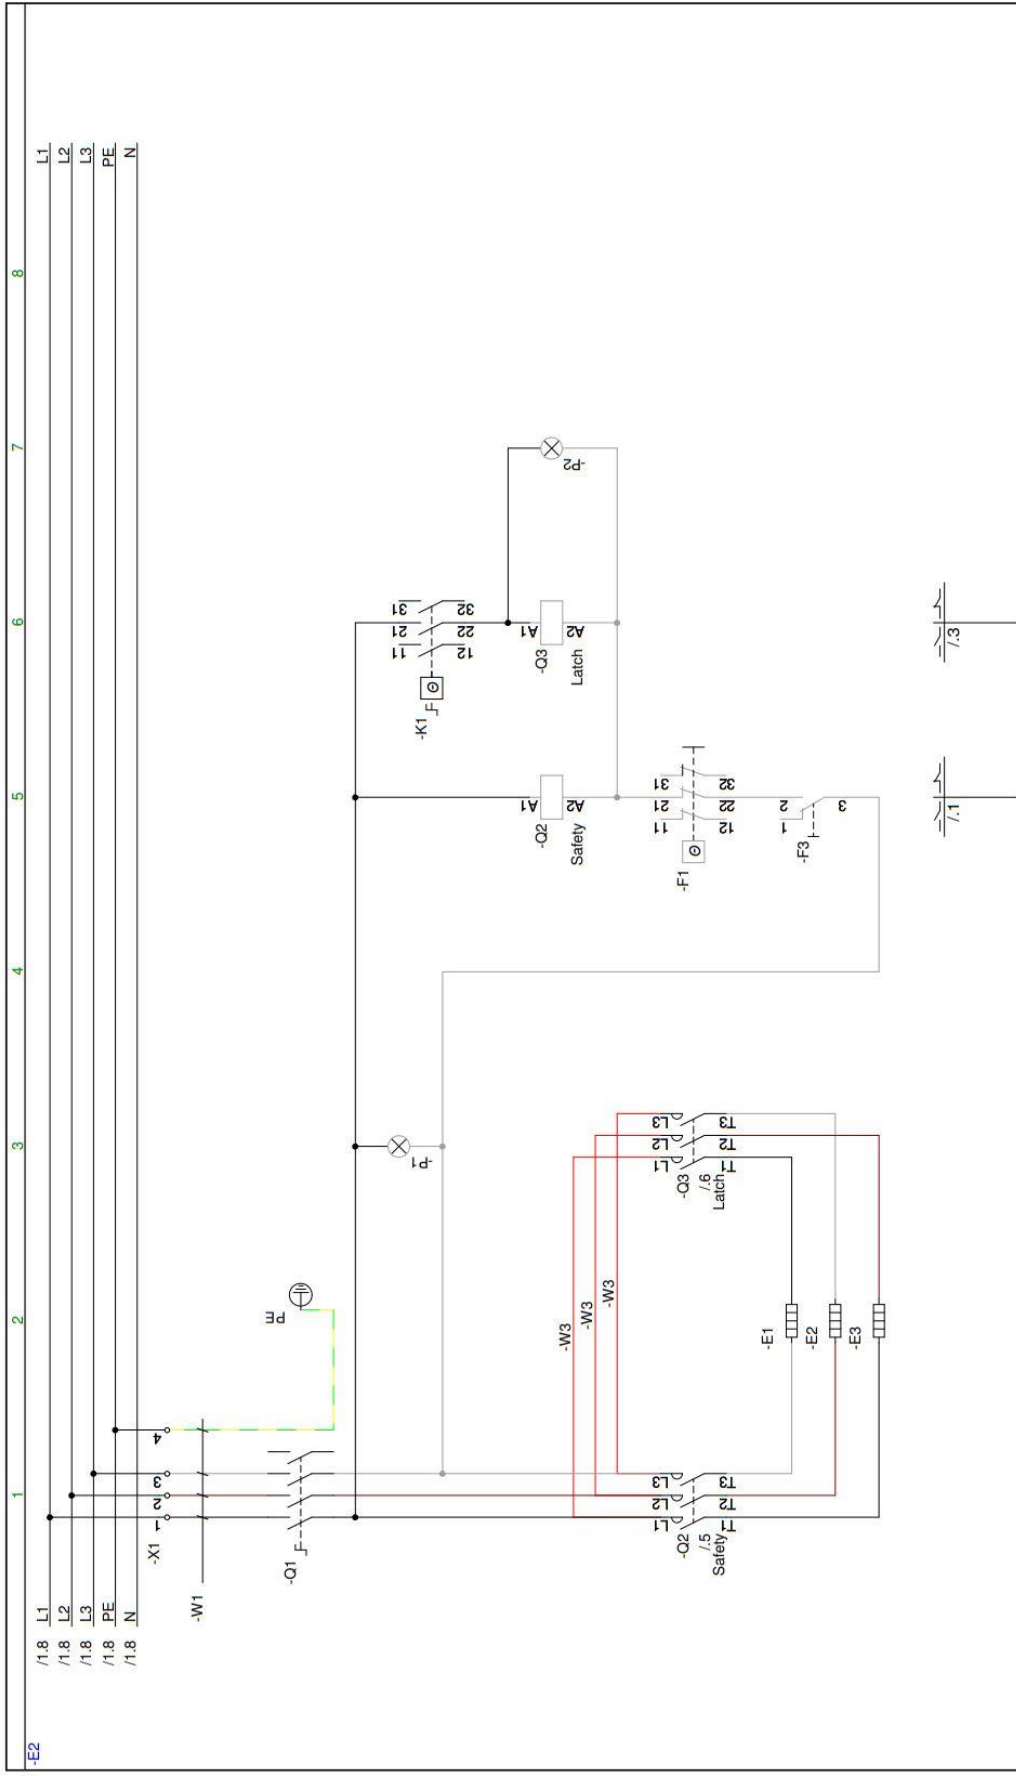 -E2
1
2
3
4
5
6
7
8
/1.8 L1
L1
/1.8 L2
L2
/1.8 L3
L3
/1.8 PE
PE
/1.8 N
N
-X1
1
2
3
4
-W1
PE
-Q1
-P1
-K1
11
21
31
12
22
32
-Q2
Safety
A1
A2
-Q3
Latch
A1
A2
-P2
-W3
-W3
-W3
-Q2
/.5
Safety
L1
L2
L3
T1
T2
T3
-Q3
/.6
Latch
L1
L2
L3
T1
T2
T3
-F1
11
21
31
12
22
32
-F3
1
2
3
-E1
-E2
-E3
/.1
/.3